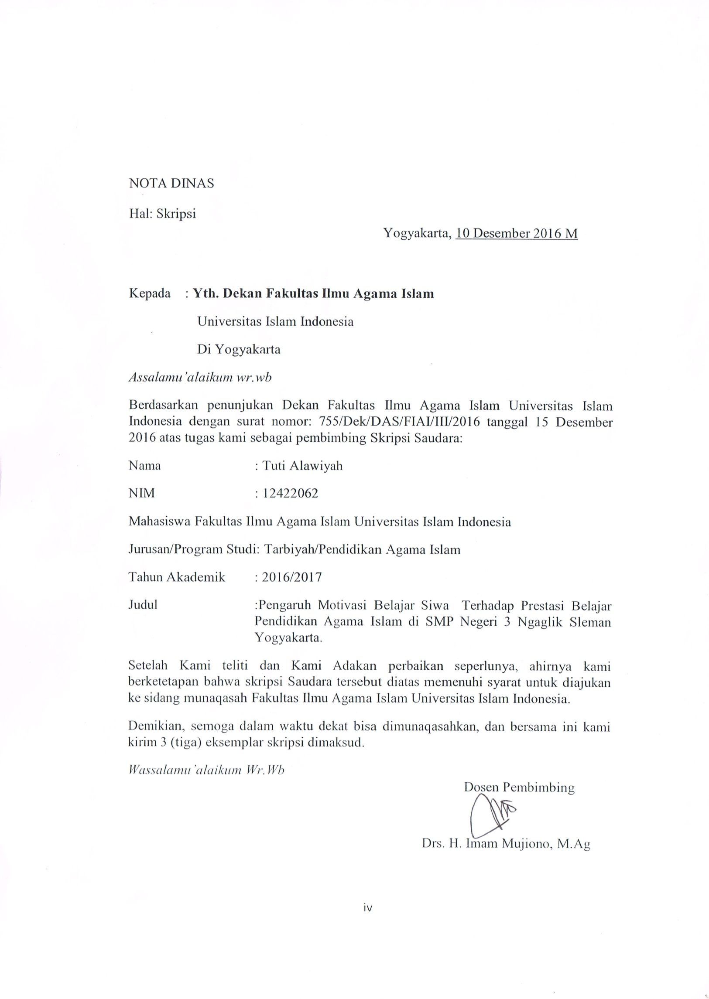 NOTA DINAS
Hal: Skripsi
Yogyakarta, 10 Desember 2016 M
Kepada : Yth. Dekan Fakultas Ilmu Agama Islam
Universitas Islam Indonesia
Di Yogyakarta
Assalamu'alaikum wr.wb
Berdasarkan penunjukan Dekan Fakultas Ilmu Agama Islam Universitas Islam
Indonesia dengan surat nomor: 755/Dek/DAS/FIAI/III/2016 tanggal 15 Desember
2016 atas tugas kami sebagai pembimbing Skripsi Saudara:
Nama : Tuti Alawiyah
NIM : 12422062
Mahasiswa Fakultas Ilmu Agama Islam Universitas Islam Indonesia
Jurusan/Program Studi: Tarbiyah/Pendidikan Agama Islam
Tahun Akademik : 2016/2017
Judul :Pengaruh Motivasi Belajar Siwa Terhadap Prestasi Belajar
Pendidikan Agama Islam di SMP Negeri 3 Ngaglik Sleman
Yogyakarta.
Setelah Kami teliti dan Kami Adakan perbaikan seperlunya, ahirnya kami
berketetapan bahwa skripsi Saudara tersebut diatas memenuhi syarat untuk diajukan
ke sidang munaqasah Fakultas Ilmu Agama Islam Universitas Islam Indonesia.
Demikian, semoga dalam waktu dekat bisa dimunaqasahkan, dan bersama ini kami
kirim 3 (tiga) eksemplar skripsi dimaksud.
Wassalamu'alaikum Wr.Wb
Dosen Pembimbing
Drs. H. Imam Mujiono, M.Ag
iv